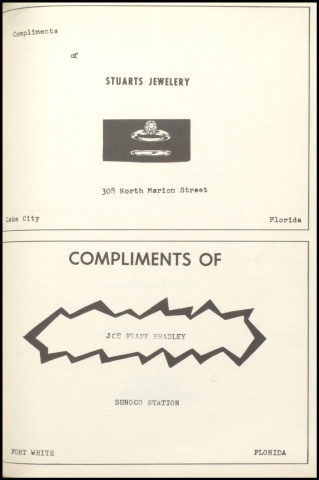 Compliments
of
STUARTS JEWELERY
308 North Marion Street
Lake City Florida
COMPLIMENTS OF
JOE FRANK BRADLEY
SUNOCO STATION
FORT WHITE FLORIDA